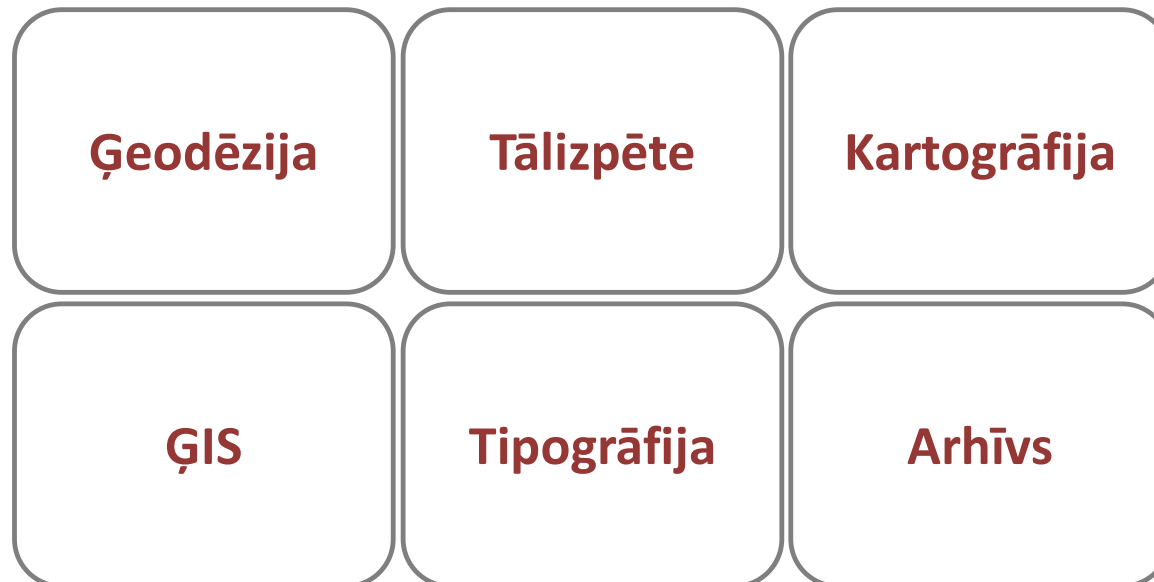 Ģeodēzija
Tālizpēte
Kartogrāfija
ĢIS
Tipogrāfija
Arhīvs